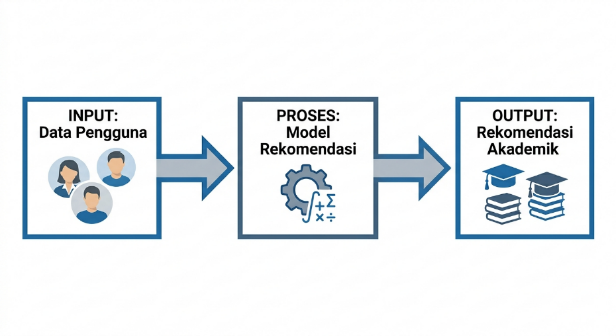 INPUT:
Data Pengguna
PROSES:
Model
Rekomendasi
∫+Σ
×÷
OUTPUT:
Rekomendasi
Akademik